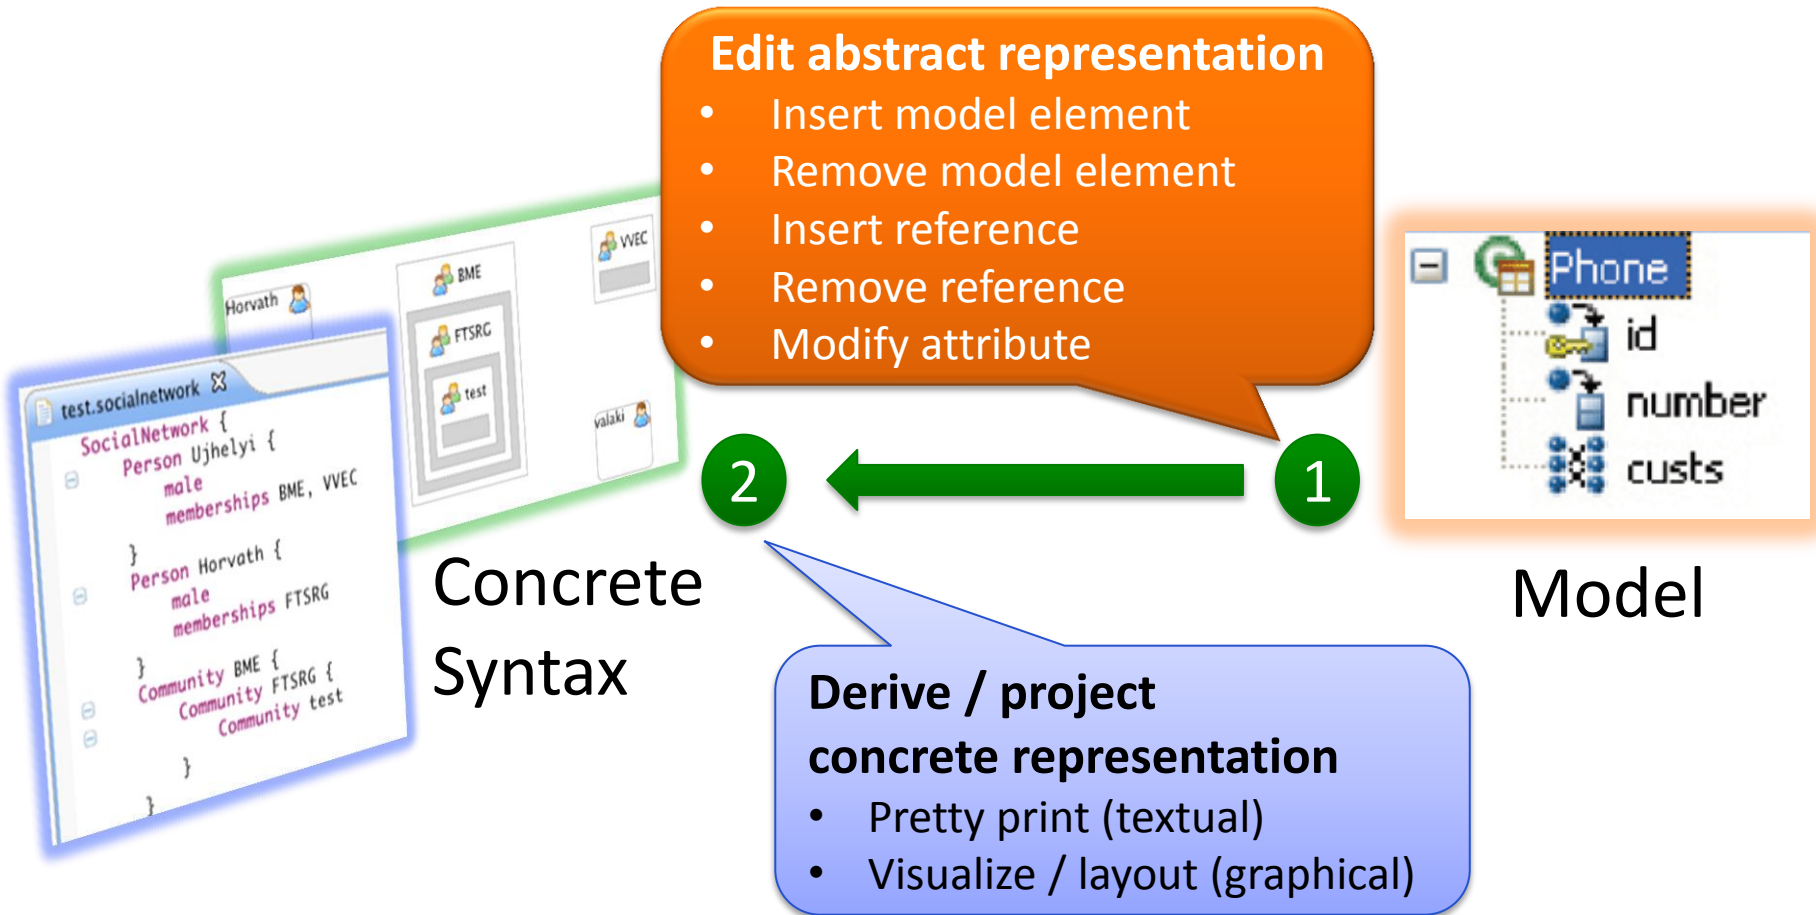 Edit abstract representation
• Insert model element
• Remove model element
• Insert reference
• Remove reference
• Modify attribute
Horvath
BME
FTSRG
test
VVEC
valaki
test.socialnetwork
SocialNetwork {
Person Ujhelyi {
male
memberships BME, VVEC
}
Person Horvath {
male
memberships FTSRG
}
Community BME {
Community FTSRG {
Community test
}
}
Concrete
Syntax
2
1
Phone
id
number
custs
Model
Derive / project
concrete representation
• Pretty print (textual)
• Visualize / layout (graphical)